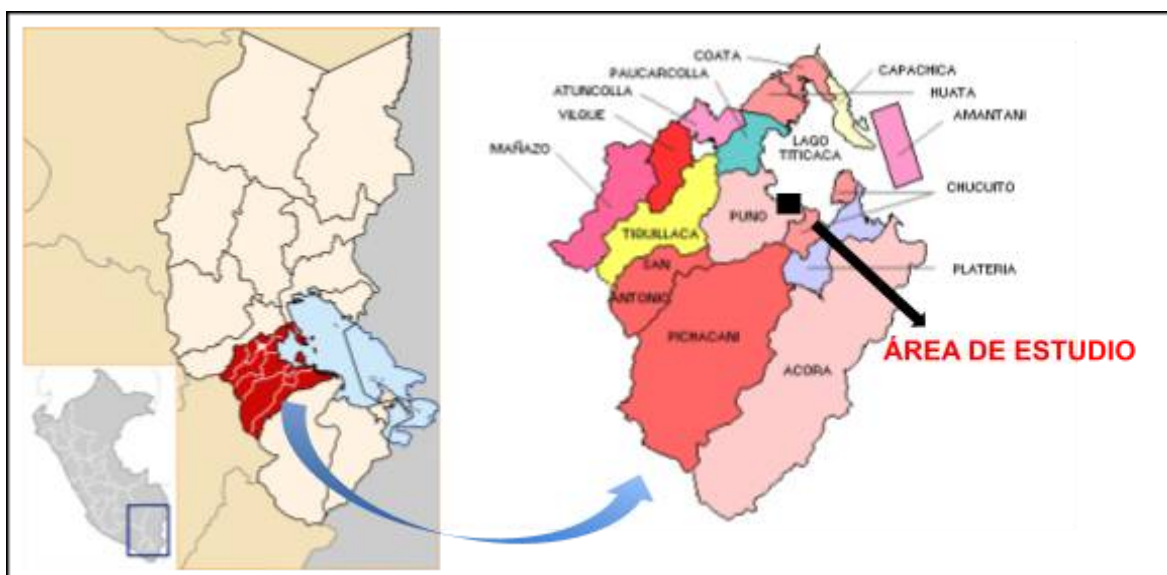 COATA
CAPACHICA
PAUCARCOLLA
HUATA
ATUNCOLLA
AMANTANI
VILQUE
LAGO
TITICACA
MAÑAZO
CHUCUITO
PUNO
TIQUILLACA
SAN
ANTONIO
PLATERIA
PICHACANI
ÁREA DE ESTUDIO
ACORA